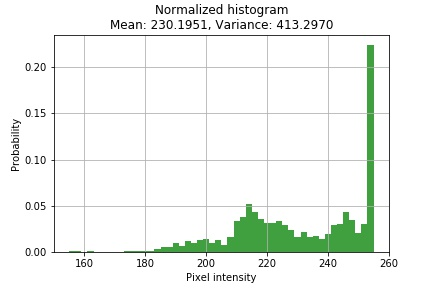 Normalized histogram
Mean: 230.1951, Variance: 413.2970
Probability
0.20
0.15
0.10
0.05
0.00
160 180 200 220 240 260
Pixel intensity